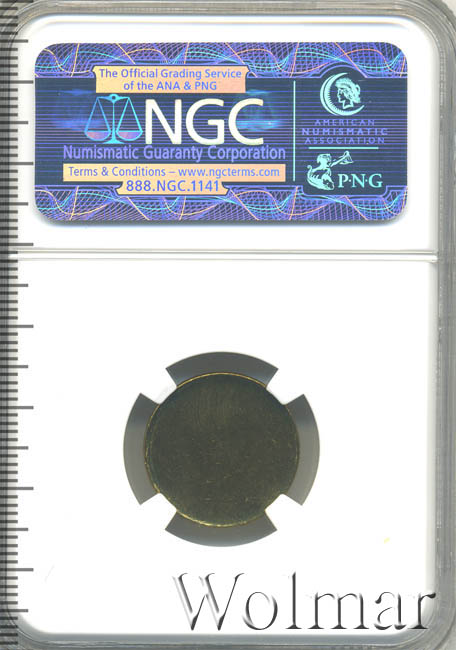 The Official Grading Service
of the ANA & PNG
NGC
Numismatic Guaranty Corporation
Terms & Conditions – www.ngcterms.com
888.NGC.1141
AMERICAN
NUMISMATIC
ASSOCIATION
P·N·G
Wolmar